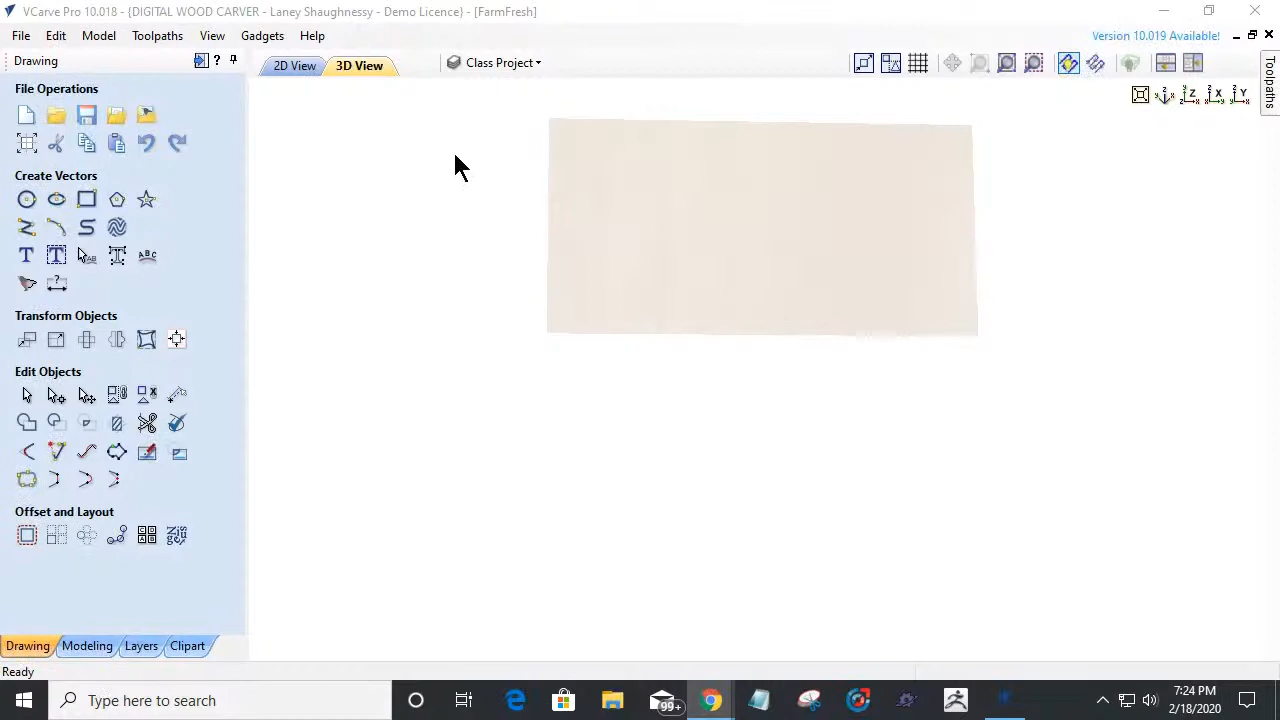 VCarve Pro 10.018 - {DIGITAL WOOD CARVER - Laney Shaughnessy - Demo Licence} - [FarmFresh]
File Edit Model Toolpaths View Gadgets Help Version 10.019 Available!
Drawing
2D View 3D View Class Project
Toolpaths
File Operations
Z X Y
Create Vectors
T T AB T ABC
?
Transform Objects
Edit Objects
Offset and Layout
Drawing Modeling Layers Clipart
Ready
Type here to search
99+
7:24 PM
2/18/2020